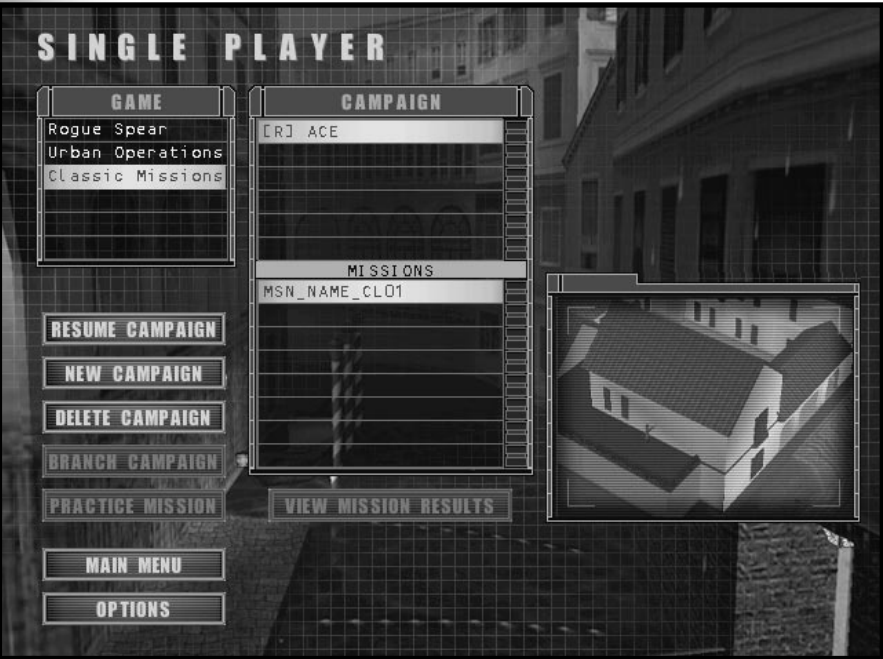 SINGLE PLAYER
GAME
Rogue Spear
Urban Operations
Classic Missions
CAMPAIGN
[R] ACE
MISSIONS
MSN_NAME_CL01
RESUME CAMPAIGN
NEW CAMPAIGN
DELETE CAMPAIGN
BRANCH CAMPAIGN
PRACTICE MISSION
VIEW MISSION RESULTS
MAIN MENU
OPTIONS